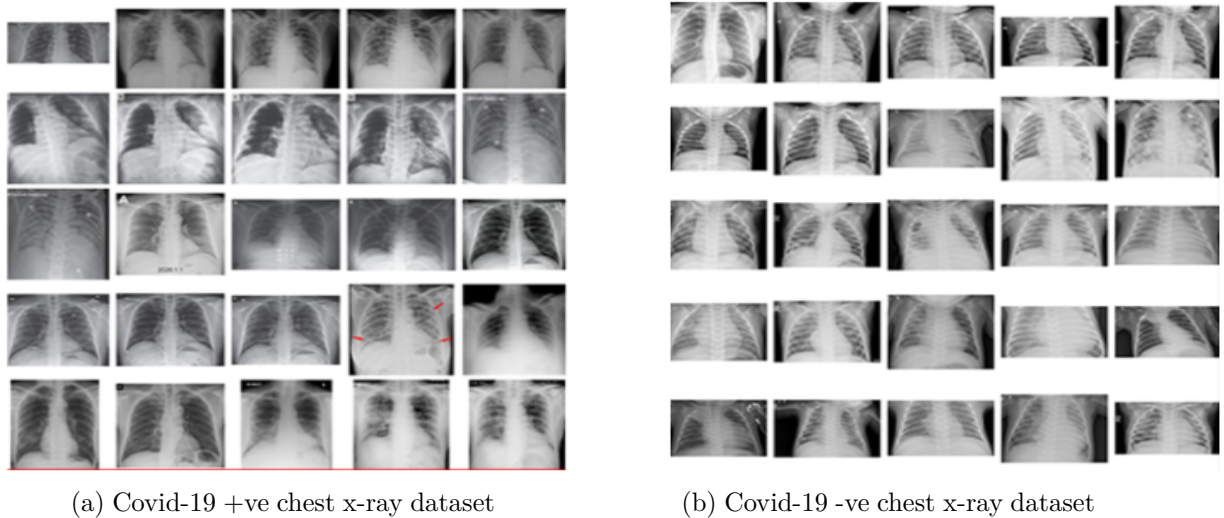 (a) Covid-19 +ve chest x-ray dataset
(b) Covid-19 -ve chest x-ray dataset